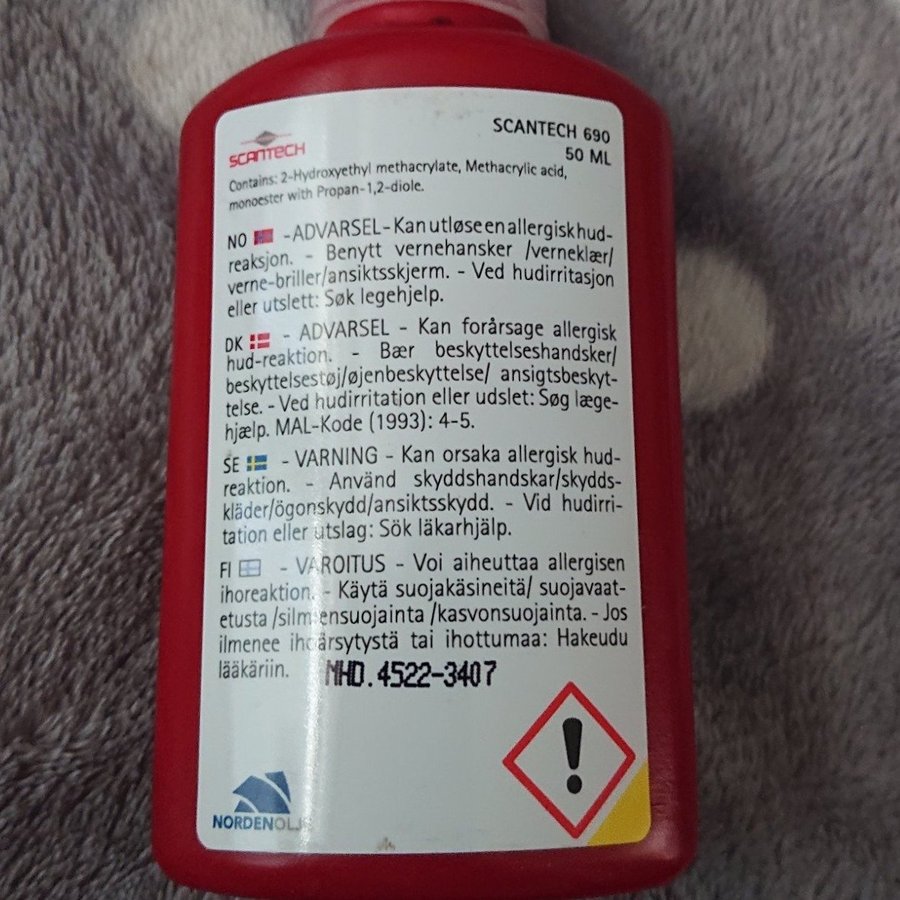 SCANTECH
SCANTECH 690
50 ML
Contains: 2-Hydroxyethyl methacrylate, Methacrylic acid,
monoester with Propan-1,2-diole.
NO - ADVARSEL - Kan utløse en allergisk hud-
reaksjon. - Benytt vernehansker /verneklær/
verne-briller/ansiktsskjerm. - Ved hudirritasjon
eller utslett: Søk legehjelp.
DK - ADVARSEL - Kan forårsage allergisk
hud-reaktion. - Bær beskyttelseshandsker/
beskyttelsestøj/øjenbeskyttelse/ ansigtsbeskyt-
telse. - Ved hudirritation eller udslet: Søg læge-
hjælp. MAL-Kode (1993): 4-5.
SE - VARNING - Kan orsaka allergisk hud-
reaktion. - Använd skyddshandskar/skydds-
kläder/ögonskydd/ansiktsskydd. - Vid hudirri-
tation eller utslag: Sök läkarhjälp.
FI - VAROITUS - Voi aiheuttaa allergisen
ihoreaktion. - Käytä suojakäsineitä/ suojavaat-
etusta /silmiensuojainta /kasvonsuojainta. - Jos
ilmenee ihoärsytystä tai ihottumaa: Hakeudu
lääkäriin.
MHD.4522-3407
NORDENOLJE